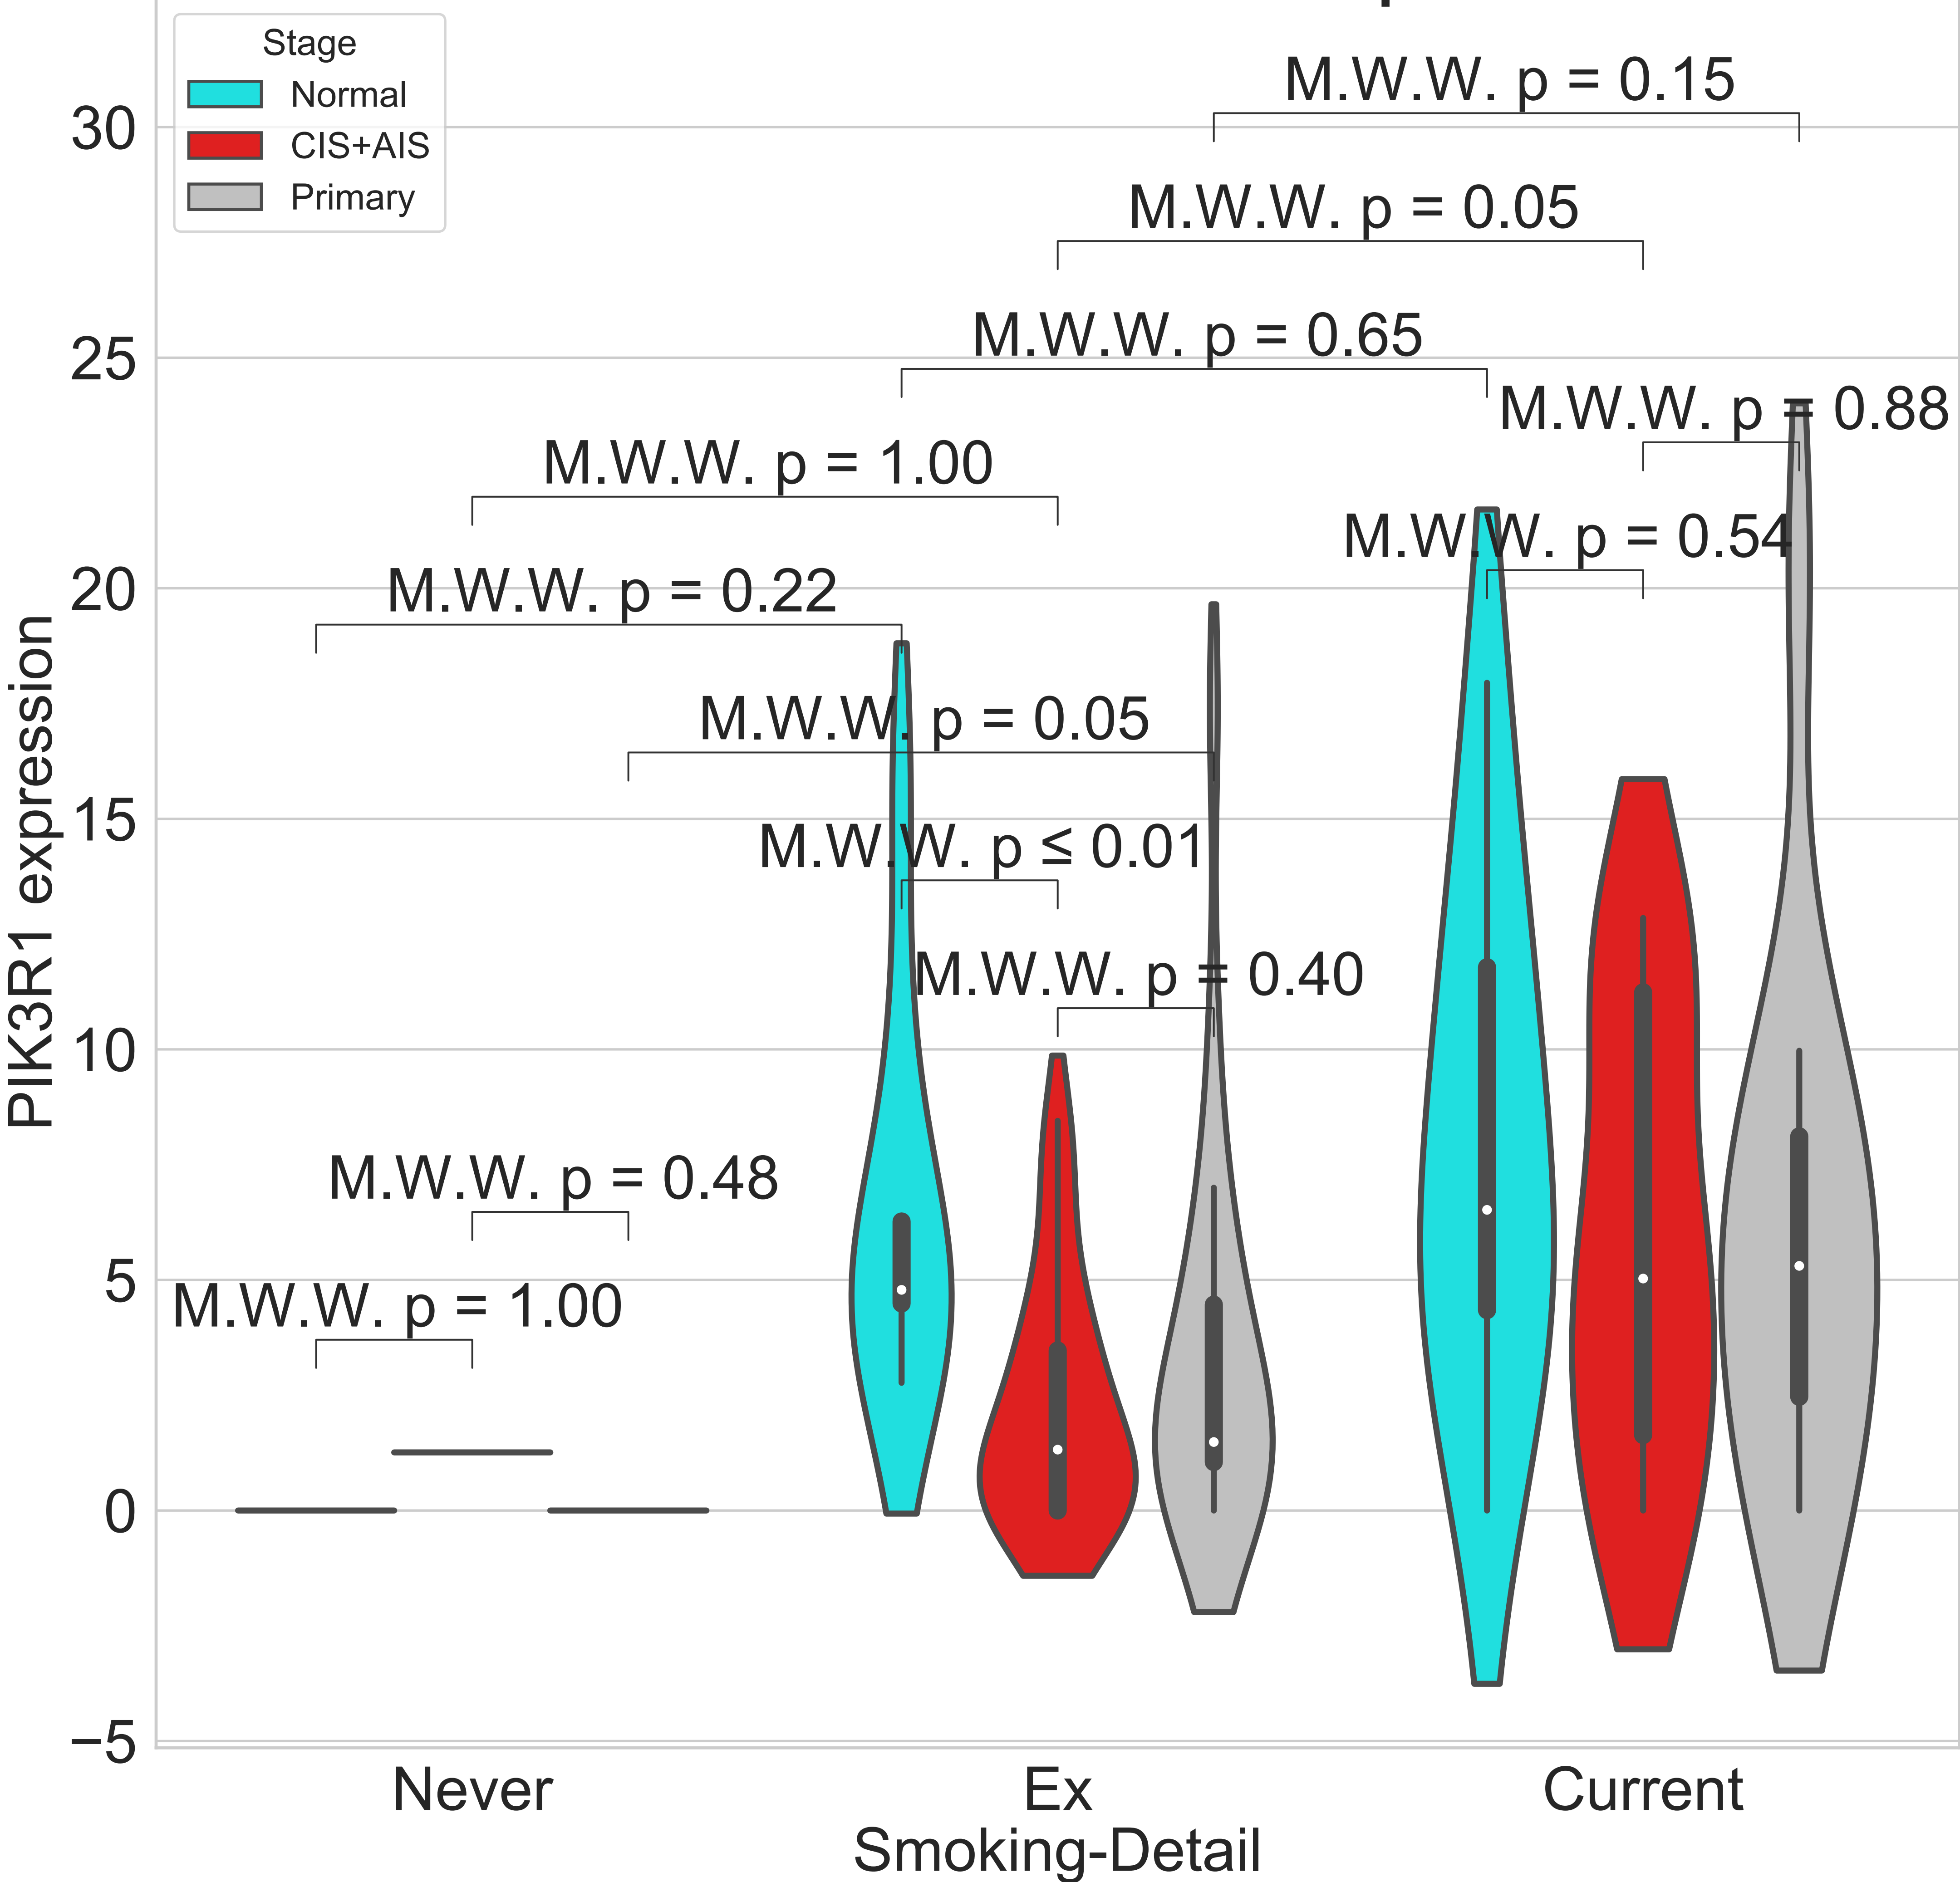 Stage
Normal
CIS+AIS
Primary
M.W.W. p = 0.15
M.W.W. p = 0.05
M.W.W. p = 0.65
M.W.W. p = 0.88
M.W.W. p = 1.00
M.W.W. p = 0.54
M.W.W. p = 0.22
M.W.W. p = 0.05
M.W.W. p ≤ 0.01
M.W.W. p = 0.40
M.W.W. p = 0.48
M.W.W. p = 1.00
30
25
20
15
10
5
0
−5
PIK3R1 expression
Never
Ex
Current
Smoking-Detail